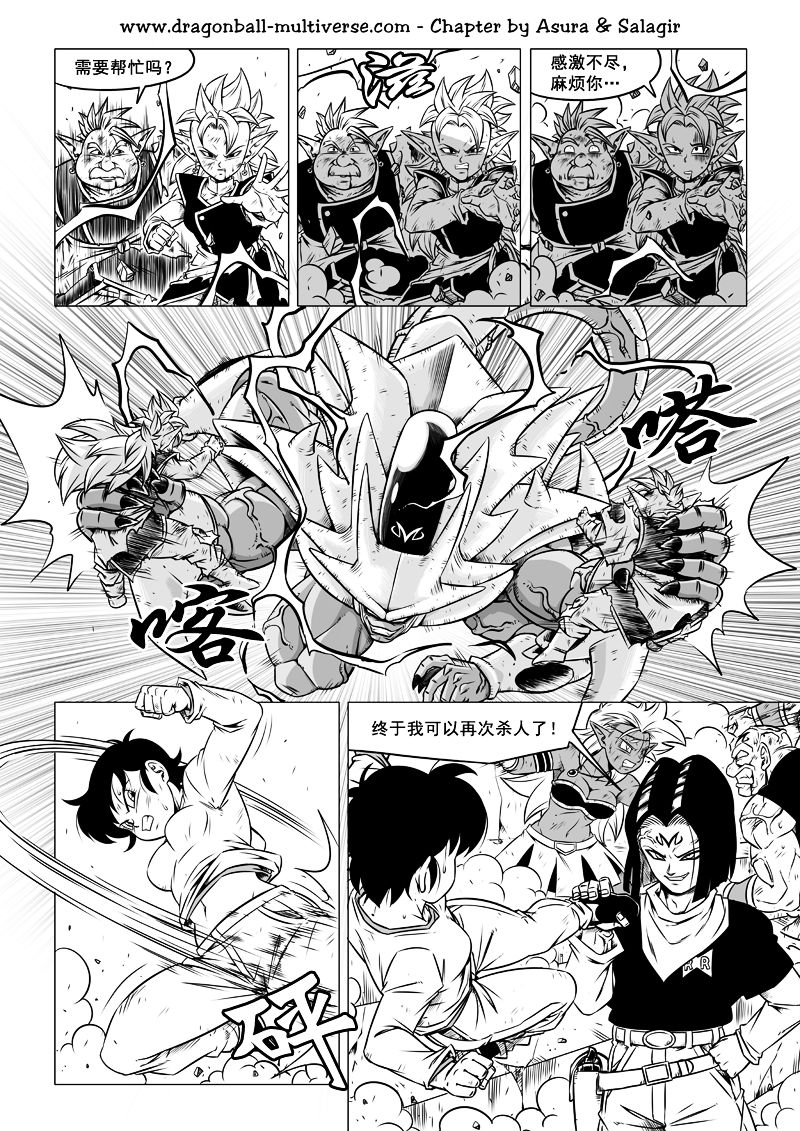 www.dragonball-multiverse.com - Chapter by Asura & Salagir
需要帮忙吗？
滋
感激不尽，
麻烦你…
嗒
喀
终于我可以再次杀人了！
砰
R R